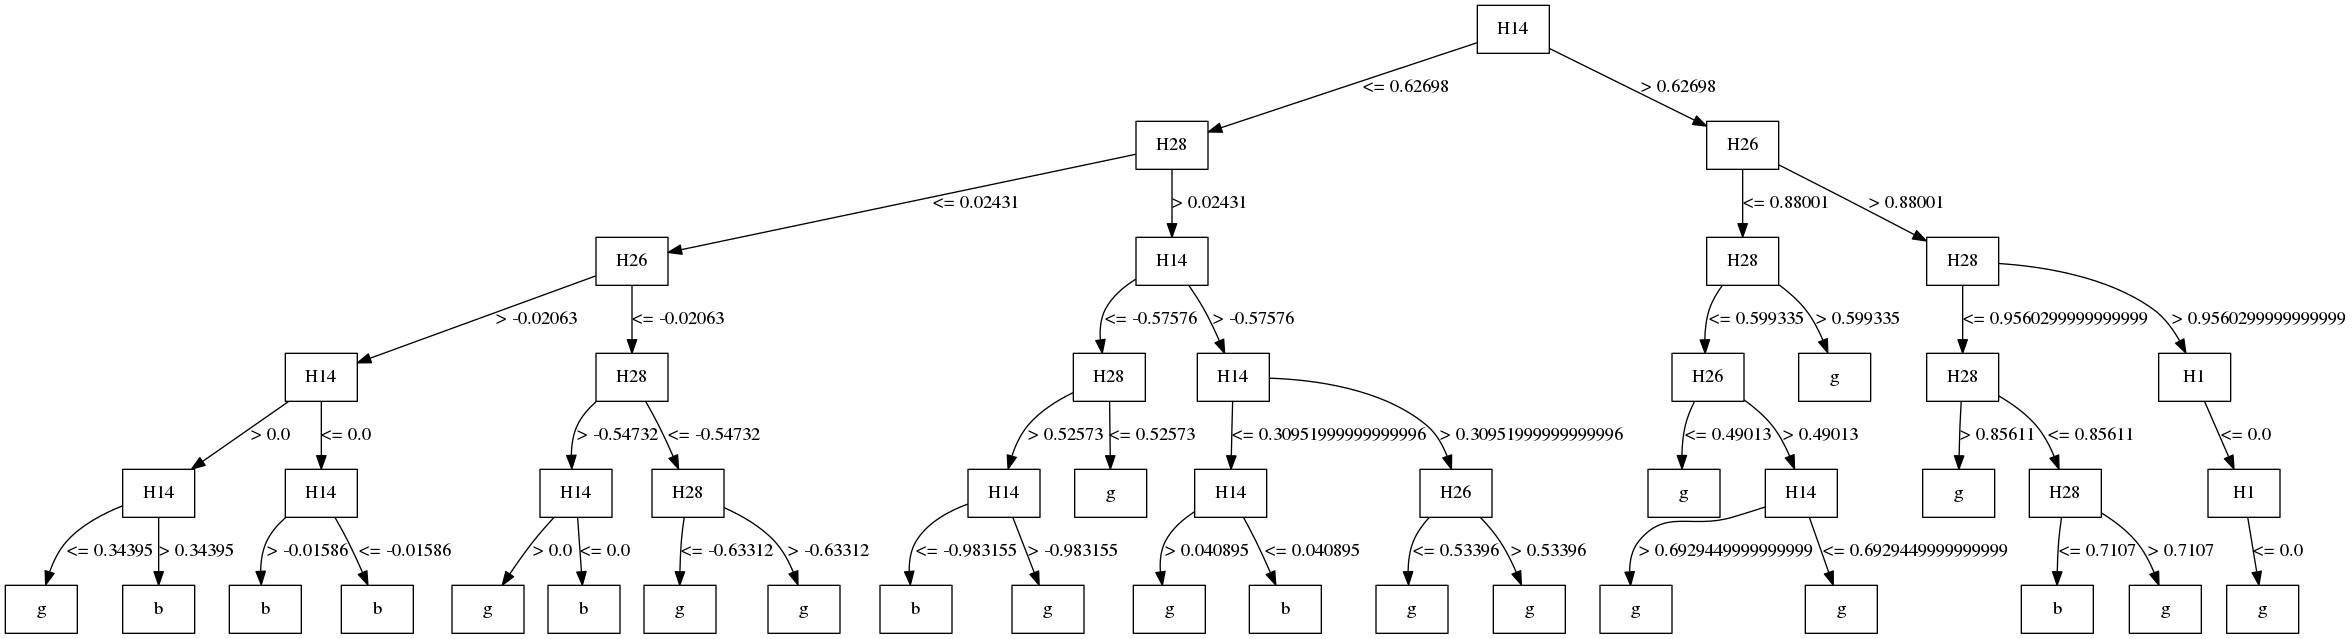 H14
<= 0.62698 > 0.62698
H28 H26
<= 0.02431 > 0.02431 <= 0.88001 > 0.88001
H26 H14 H28 H28
> -0.02063 <= -0.02063 <= -0.57576 > -0.57576 <= 0.599335 > 0.599335 <= 0.9560299999999999 > 0.9560299999999999
H14 H28 H28 H14 H26 g H28 H1
> 0.0 <= 0.0 > -0.54732 <= -0.54732 > 0.52573 <= 0.52573 <= 0.30951999999999996 > 0.30951999999999996 <= 0.49013 > 0.49013 > 0.85611 <= 0.85611 <= 0.0
H14 H14 H14 H28 H14 g H14 H26 g H14 g H28 H1
<= 0.34395 > 0.34395 > -0.01586 <= -0.01586 > 0.0 <= 0.0 <= -0.63312 > -0.63312 <= -0.983155 > -0.983155 > 0.040895 <= 0.040895 <= 0.53396 > 0.53396 > 0.6929449999999999 <= 0.6929449999999999 <= 0.7107 > 0.7107 <= 0.0
g b b b g b g g b g g b g g g g b g g